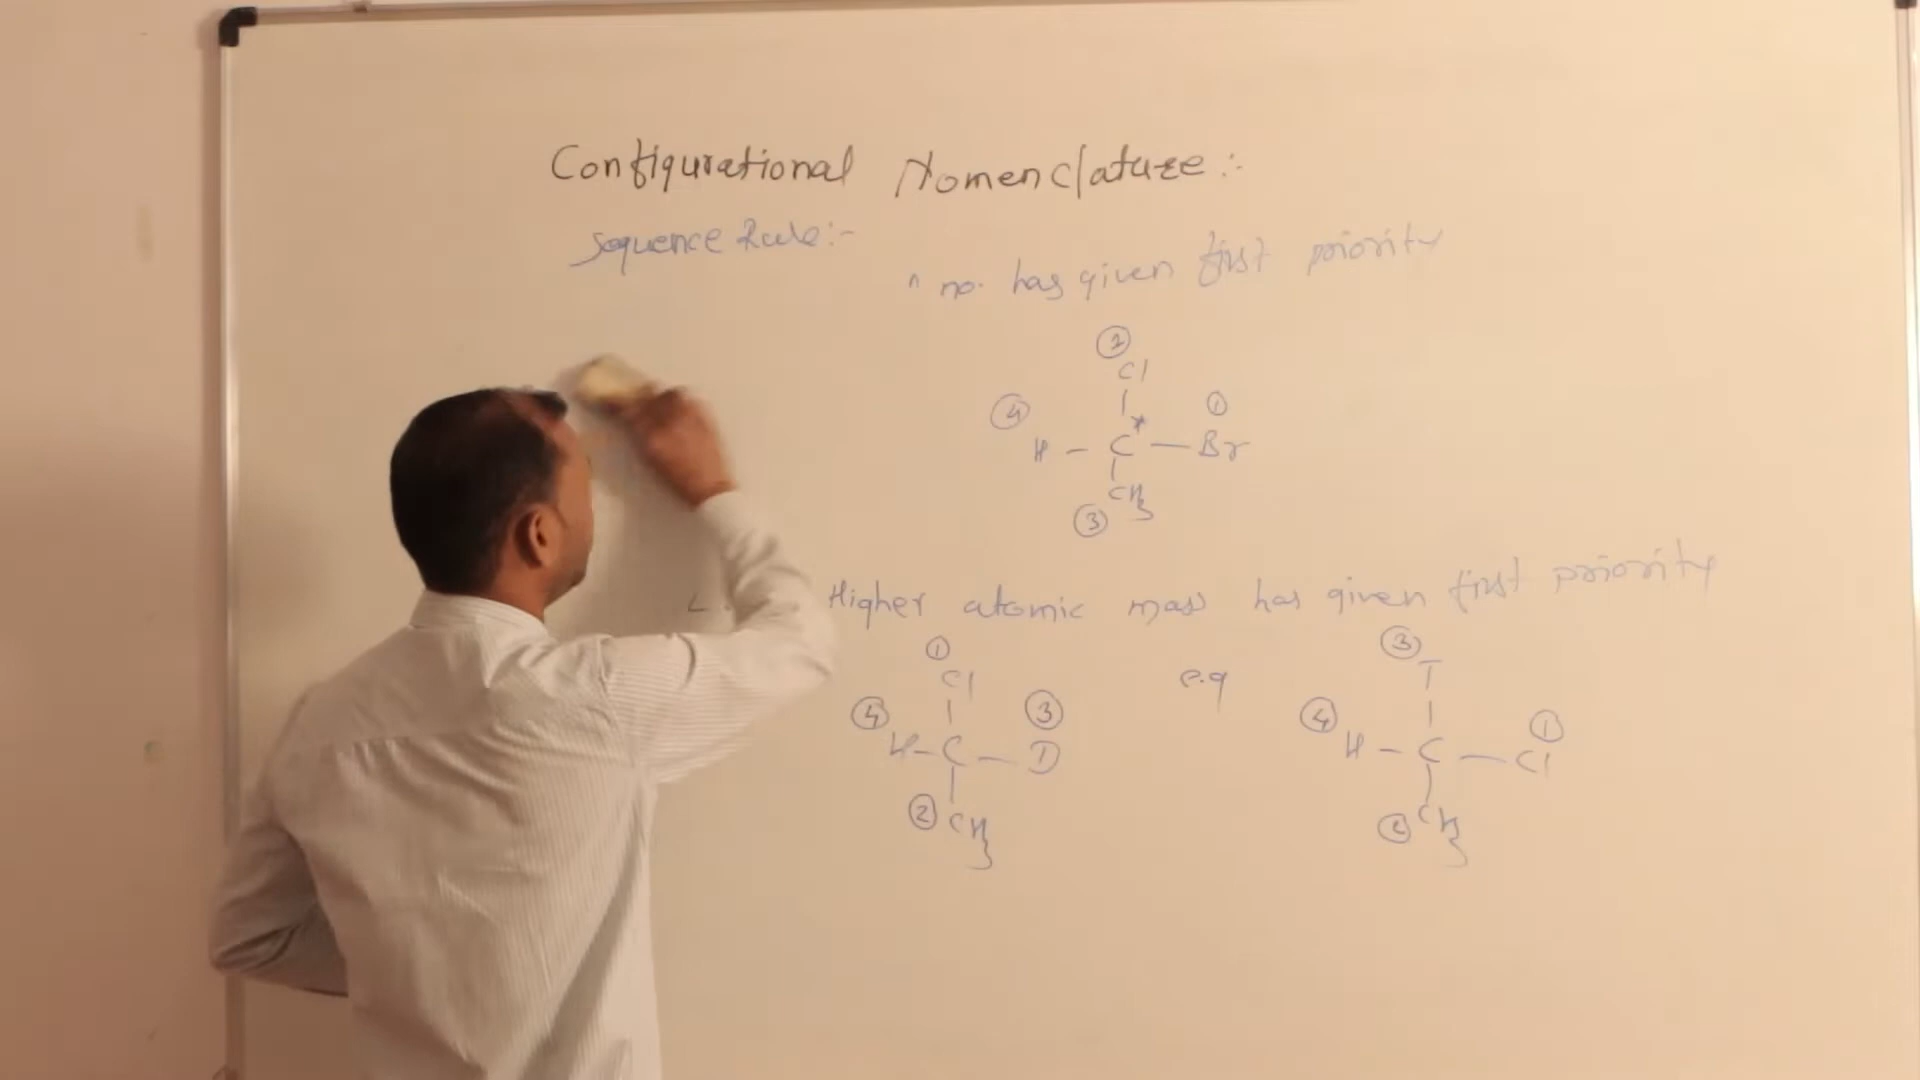 Configurational Nomenclature :-
Sequence Rule :-
no. has given first priority
②
Cl
④ ①
H - C* - Br
CH3
③
Higher atomic mass has given first priority
① e.g ③
Cl T
④ ③ ④ ①
H - C - D H - C - Cl
② CH3 ② CH3